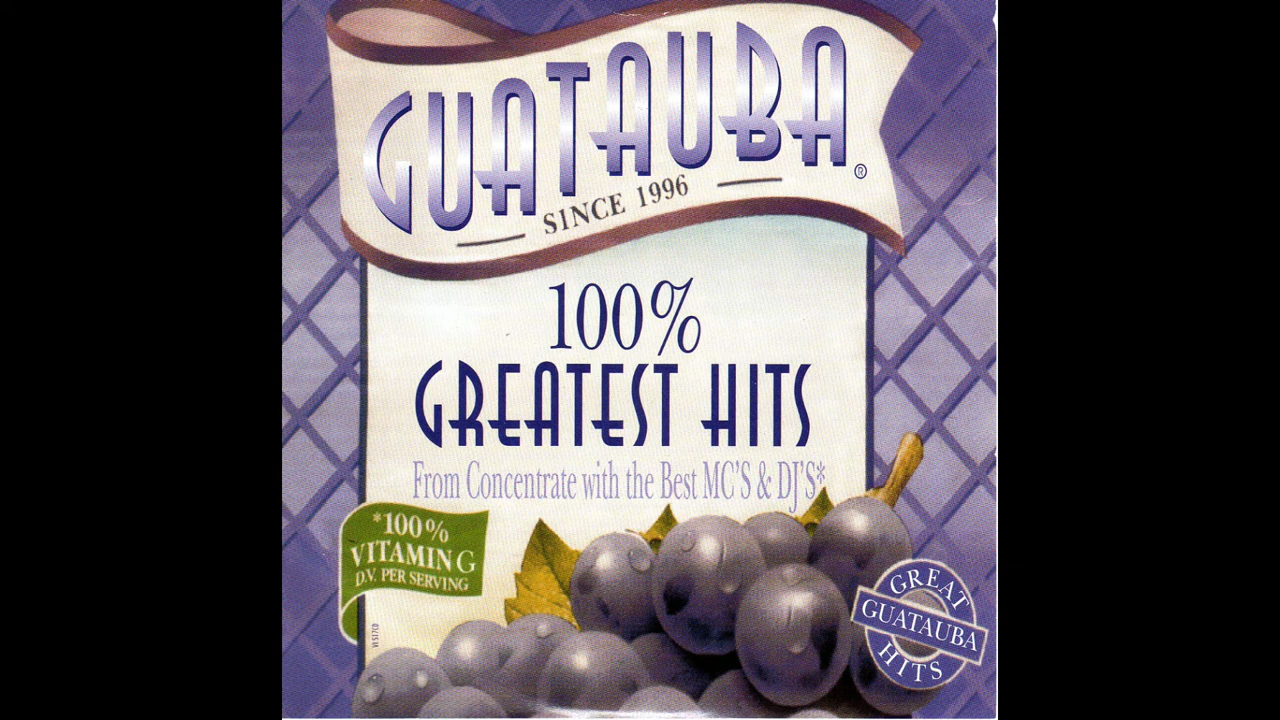 GUATAUBA®
SINCE 1996
100%
GREATEST HITS
From Concentrate with the Best MC'S & DJ'S*
*100%
VITAMIN G
D.V. PER SERVING
GREAT
GUATAUBA
HITS